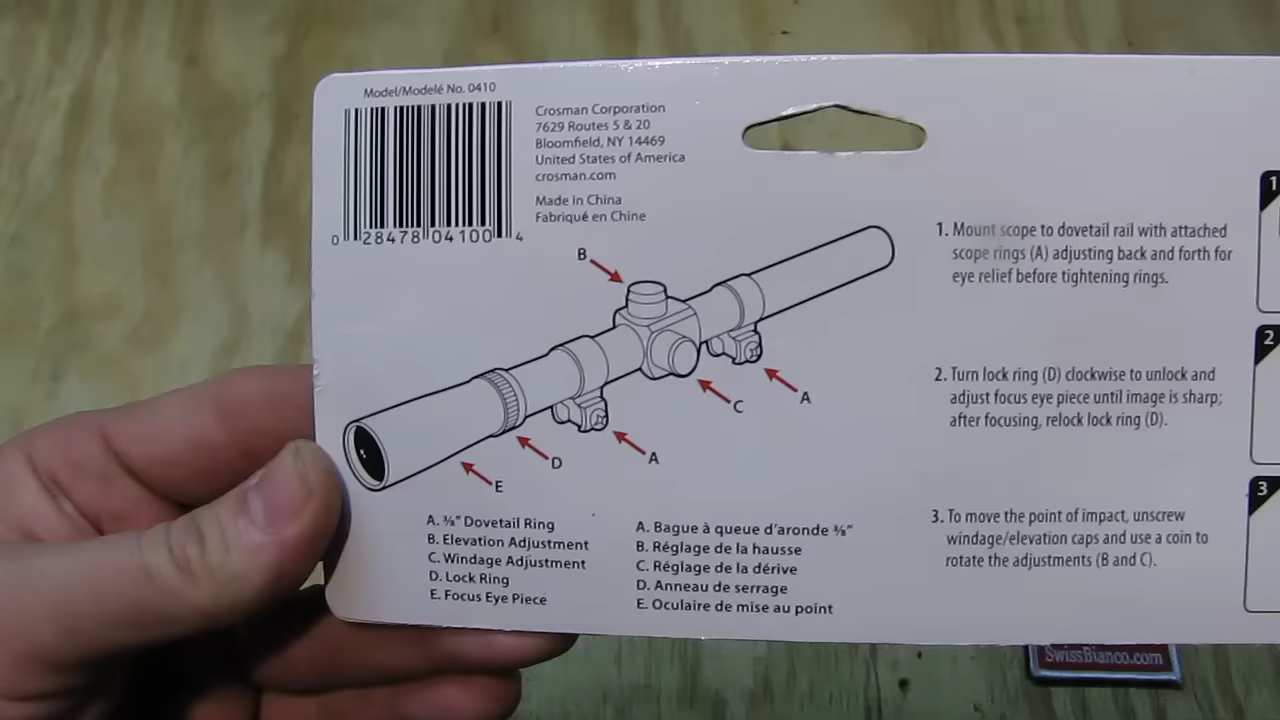 Model/Modelé No. 0410
0 28478 04100 4
Crosman Corporation
7629 Routes 5 & 20
Bloomfield, NY 14469
United States of America
crosman.com
Made in China
Fabriqué en Chine
B
C
A
A
D
E
A. ⅜" Dovetail Ring
B. Elevation Adjustment
C. Windage Adjustment
D. Lock Ring
E. Focus Eye Piece
A. Bague à queue d'aronde ⅜"
B. Réglage de la hausse
C. Réglage de la dérive
D. Anneau de serrage
E. Oculaire de mise au point
1. Mount scope to dovetail rail with attached
scope rings (A) adjusting back and forth for
eye relief before tightening rings.
2. Turn lock ring (D) clockwise to unlock and
adjust focus eye piece until image is sharp;
after focusing, relock lock ring (D).
3. To move the point of impact, unscrew
windage/elevation caps and use a coin to
rotate the adjustments (B and C).
1
2
3
SwissBianco.com